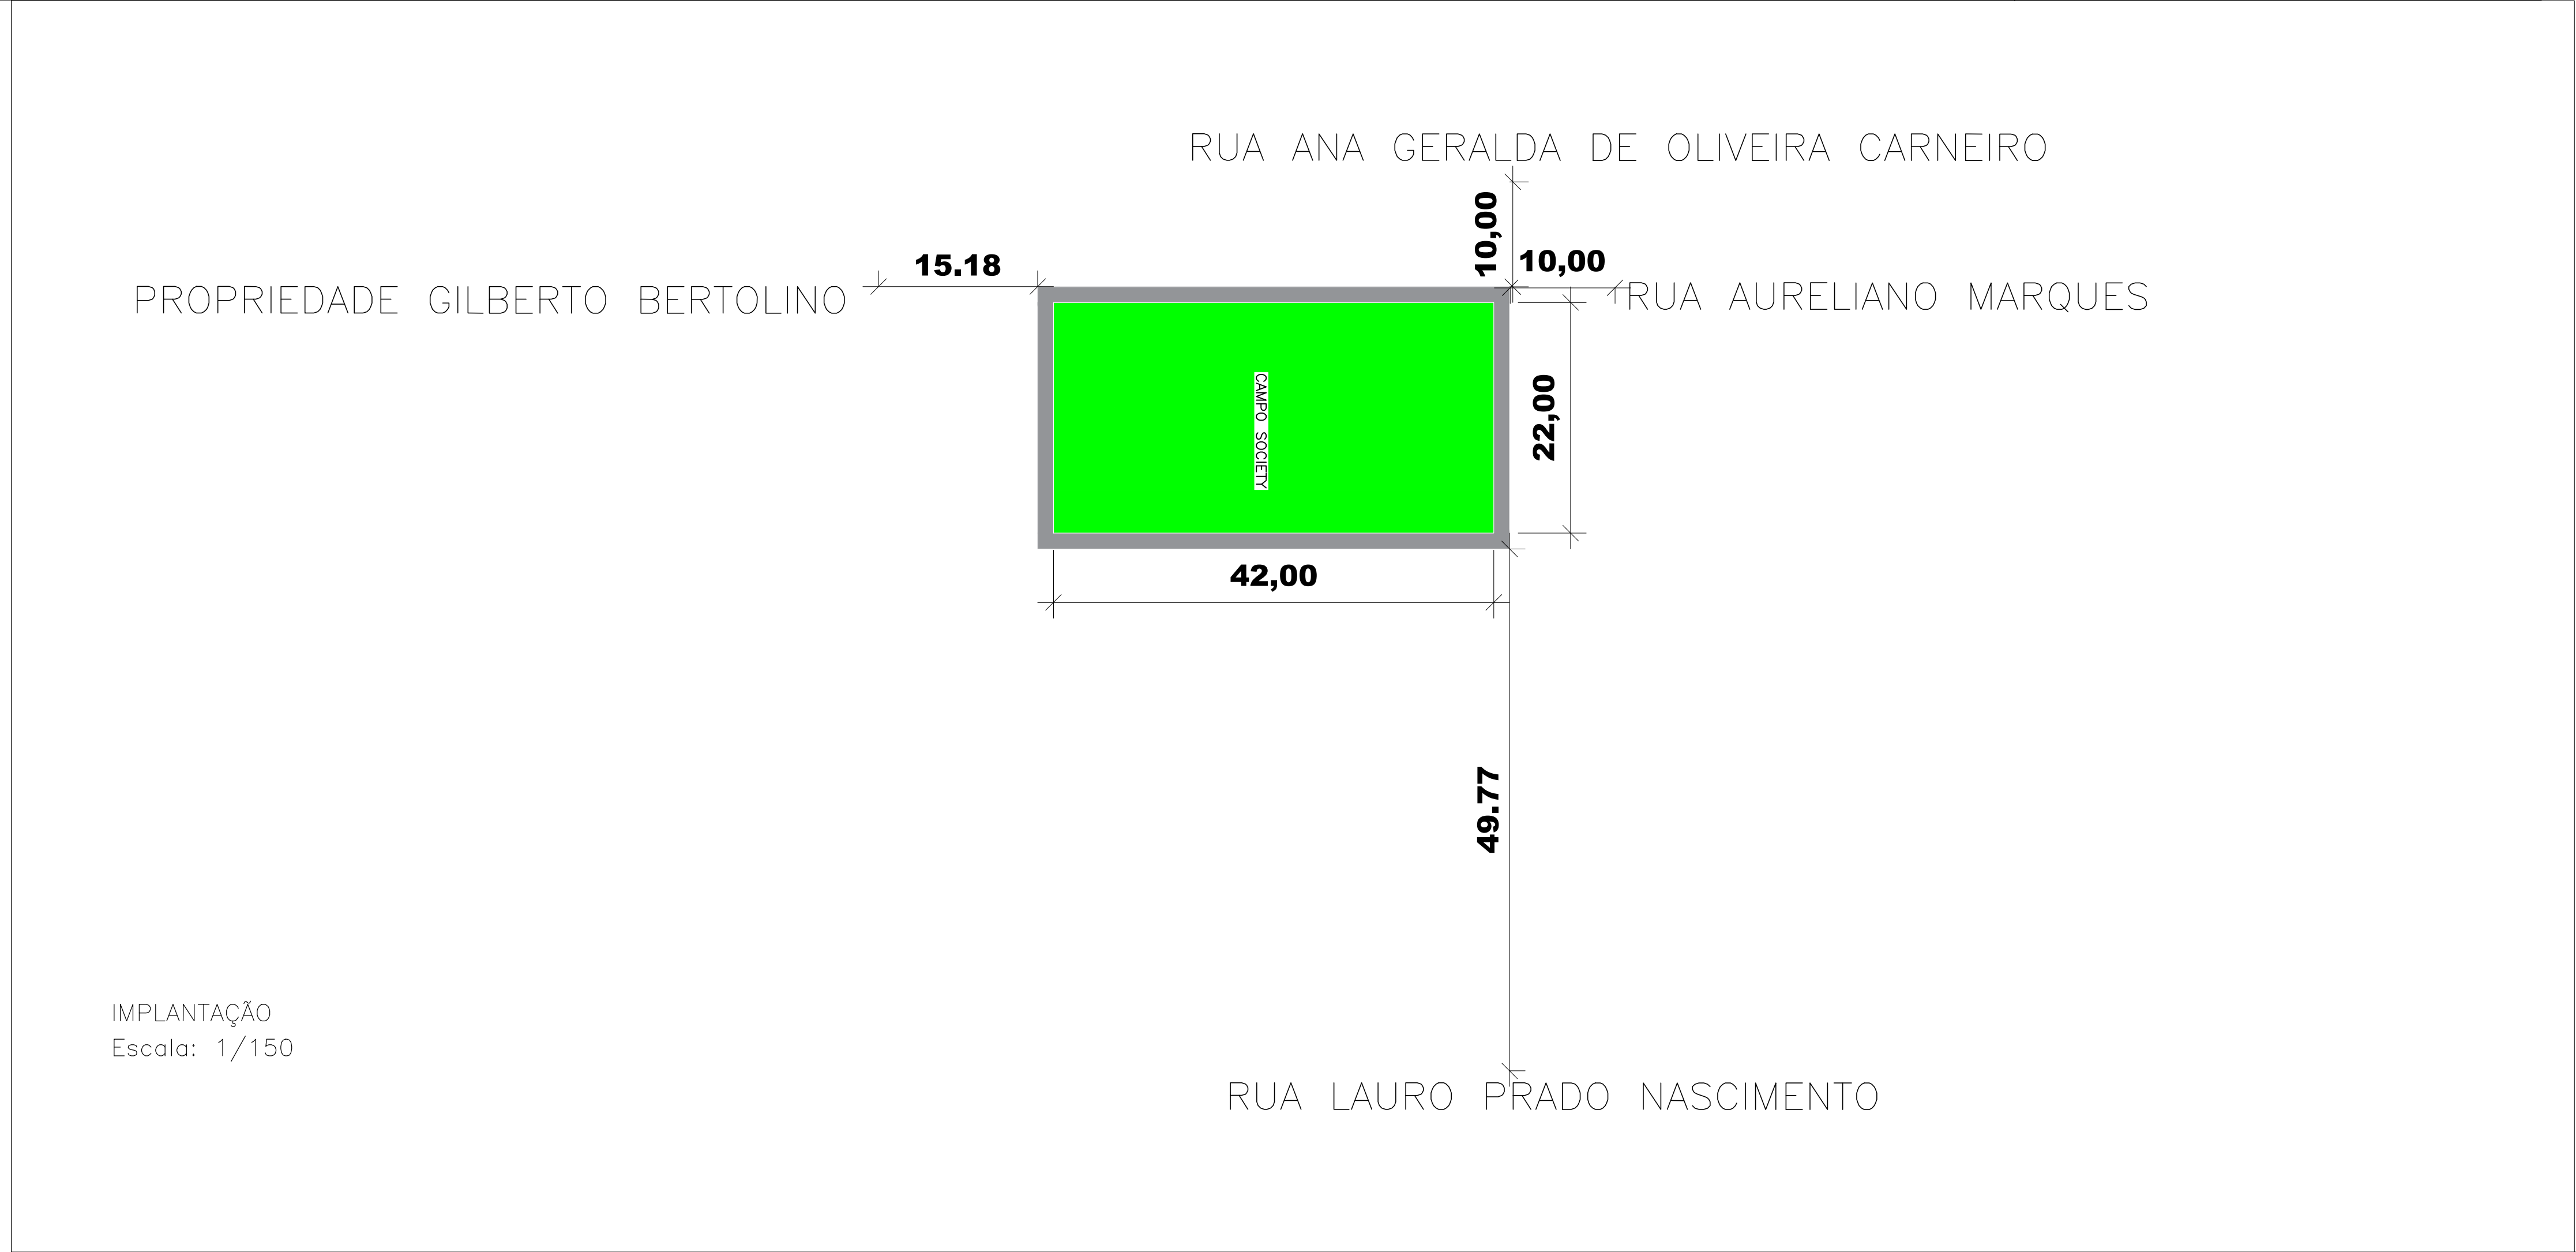 RUA ANA GERALDA DE OLIVEIRA CARNEIRO
10,00
15.18
10,00
PROPRIEDADE GILBERTO BERTOLINO
RUA AURELIANO MARQUES
CAMPO SOCIETY
22,00
42,00
49.77
IMPLANTAÇÃO
Escala: 1/150
RUA LAURO PRADO NASCIMENTO